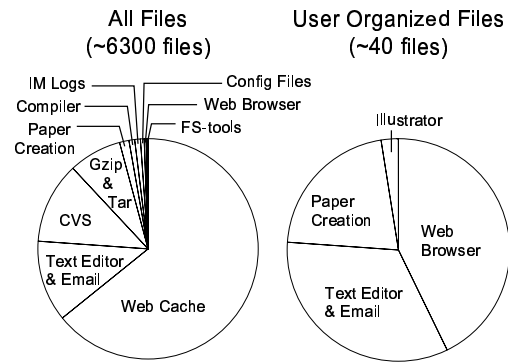 All Files
(~6300 files)
IM Logs
Compiler
Paper
Creation
Gzip
&
Tar
CVS
Text Editor
& Email
Web Cache
Config Files
Web Browser
FS-tools
User Organized Files
(~40 files)
Illustrator
Paper
Creation
Web
Browser
Text Editor
& Email